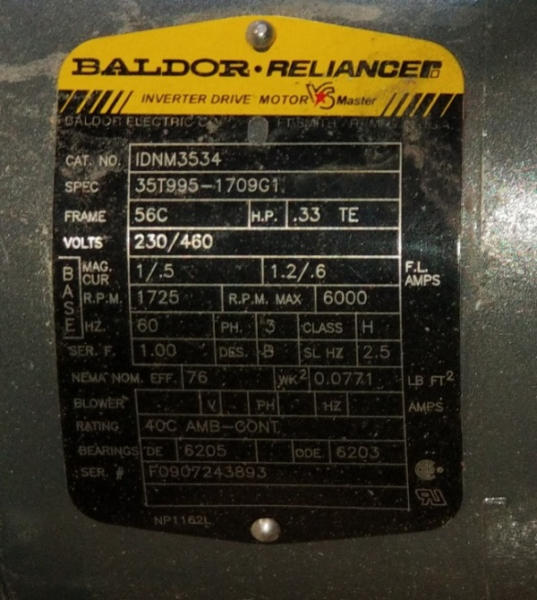 BALDOR · RELIANCE
INVERTER DRIVE MOTOR VS Master
BALDOR ELECTRIC
CAT. NO. IDNM3534
SPEC 35T995-1709G1
FRAME 56C H.P. .33 TE
VOLTS 230/460
BASE
MAG. CUR 1/.5 1.2/.6 F.L. AMPS
R.P.M. 1725 R.P.M. MAX 6000
HZ. 60 PH. 3 CLASS H
SER. F. 1.00 DES. B SL HZ 2.5
NEMA NOM. EFF. 76 WK² 0.0771 LB FT²
BLOWER V PH HZ AMPS
RATING 40C AMB-CONT
BEARINGS DE 6205 ODE 6203
SER. # F0907243893
NP1162L